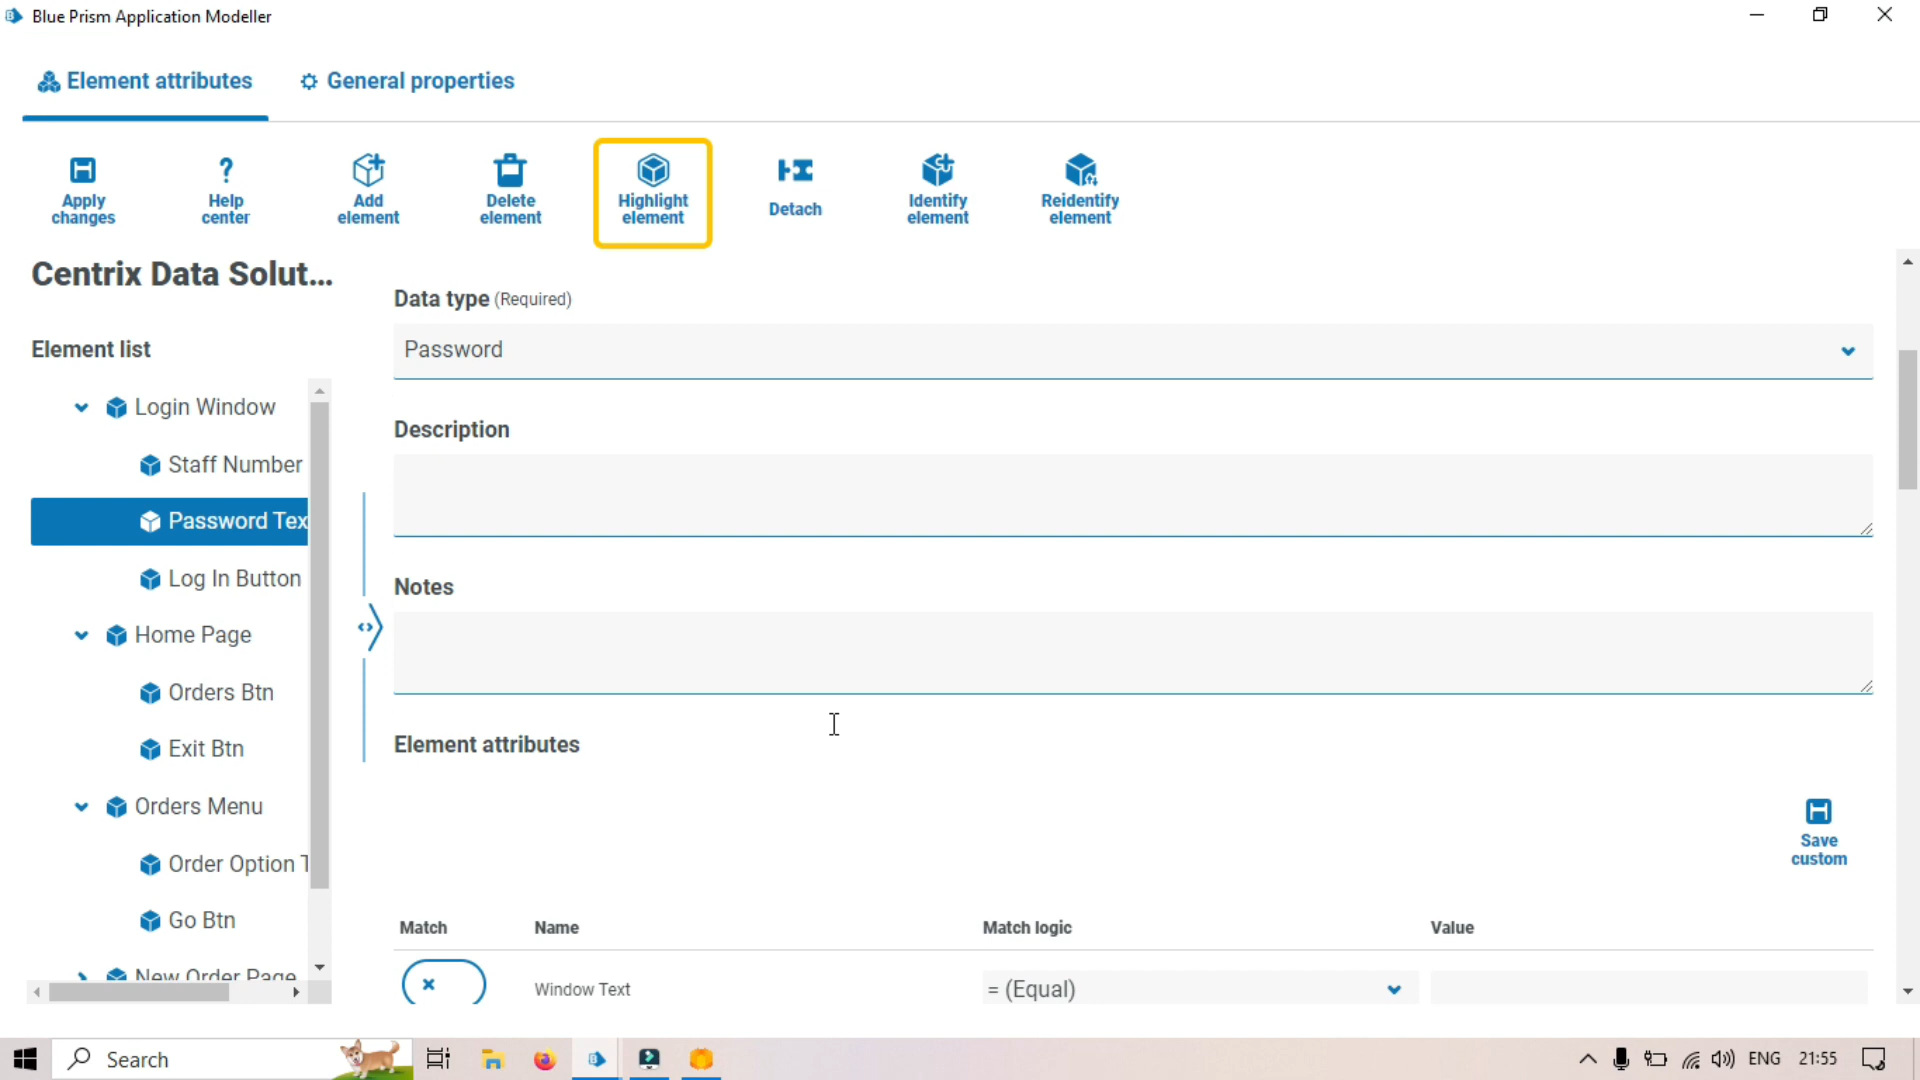 Blue Prism Application Modeller
Element attributes
General properties
Apply changes
Help center
Add element
Delete element
Highlight element
Detach
Identify element
Reidentify element
Centrix Data Solut...
Element list
Login Window
Staff Number
Password Tex
Log In Button
Home Page
Orders Btn
Exit Btn
Orders Menu
Order Option T
Go Btn
New Order Page
Data type (Required)
Password
Description
Notes
Element attributes
Save custom
Match Name Match logic Value
Window Text = (Equal)
Search
ENG 21:55